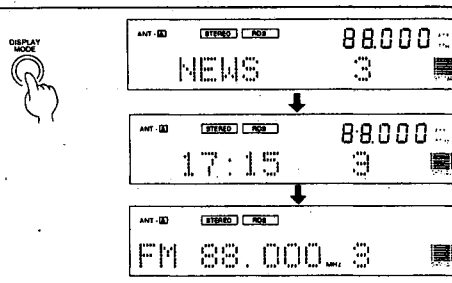 DISPLAY
MODE
ANT - A STEREO RDS 88.000
NEWS 3
ANT - A STEREO RDS 88.000
17:15 3
ANT - A STEREO RDS
FM 88.000 MHz 3